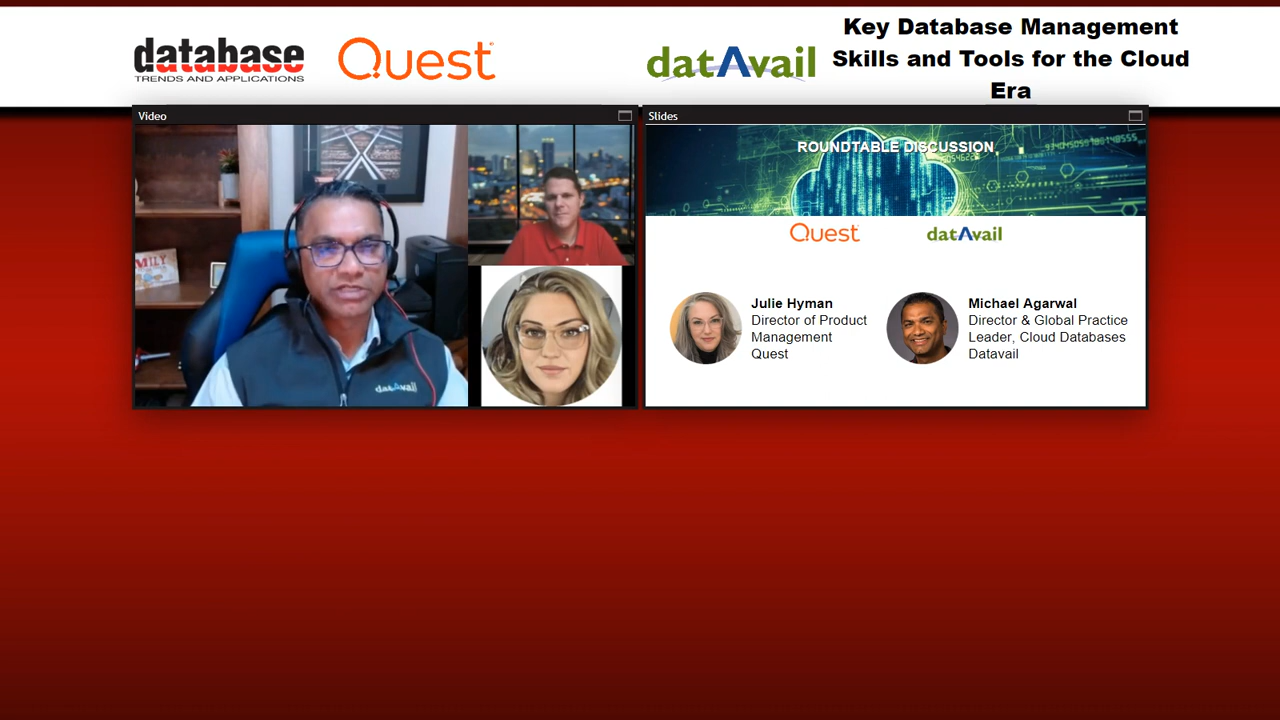 database
TRENDS AND APPLICATIONS
Quest
datAvail
Key Database Management
Skills and Tools for the Cloud
Era
Video
MILY
datAvail
Slides
ROUNDTABLE DISCUSSION
Quest
datAvail
Julie Hyman
Director of Product
Management
Quest
Michael Agarwal
Director & Global Practice
Leader, Cloud Databases
Datavail